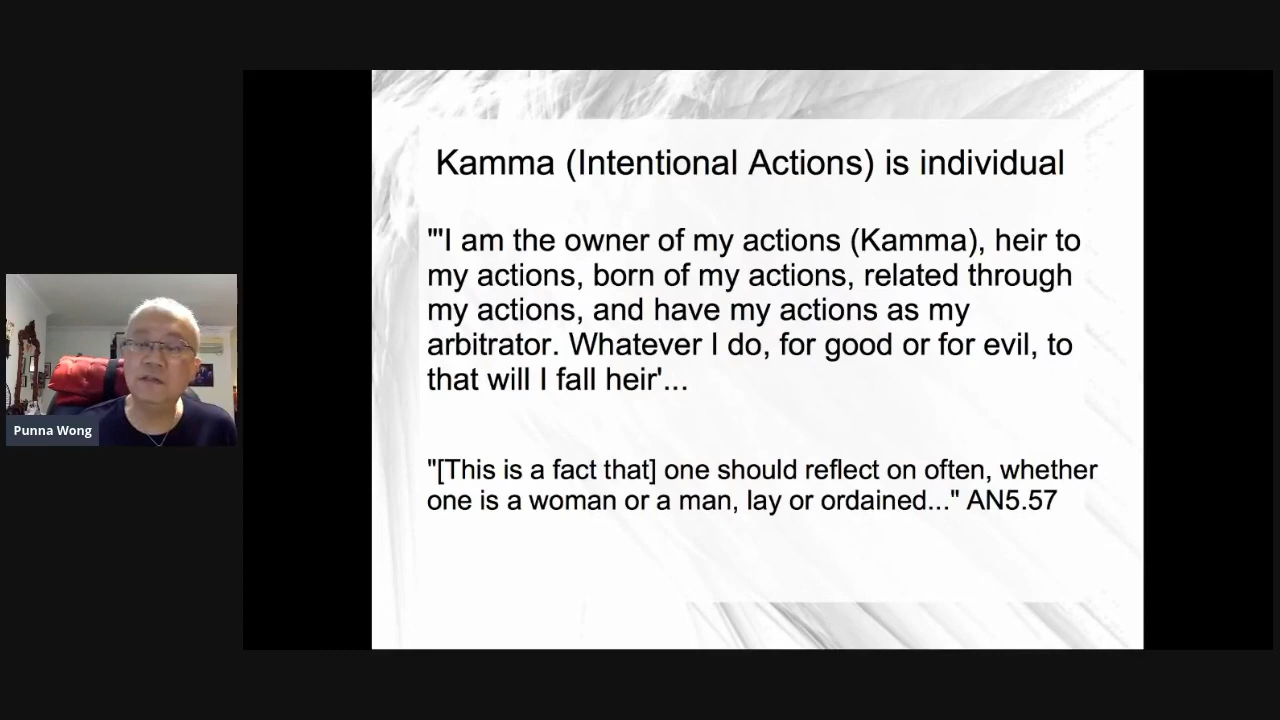 Kamma (Intentional Actions) is individual
"'I am the owner of my actions (Kamma), heir to
my actions, born of my actions, related through
my actions, and have my actions as my
arbitrator. Whatever I do, for good or for evil, to
that will I fall heir'...
"[This is a fact that] one should reflect on often, whether
one is a woman or a man, lay or ordained..." AN5.57
Punna Wong